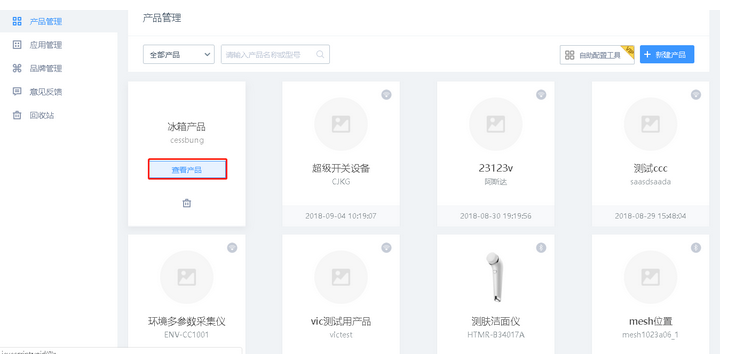 产品管理
产品管理
应用管理
品牌管理
意见反馈
回收站
全部产品
请输入产品名称或型号
自动配置工具
+ 新建产品
冰箱产品
cessbung
查看产品
超级开关设备
CJKG
2018-09-04 10:19:07
23123v
阿斯达
2018-08-30 19:19:56
测试ccc
saasdsaada
2018-08-29 15:48:04
环境多参数采集仪
ENV-CC1001
vic测试用产品
victest
测肤洁面仪
HTMR-B34017A
mesh位置
mesh1023a06_1